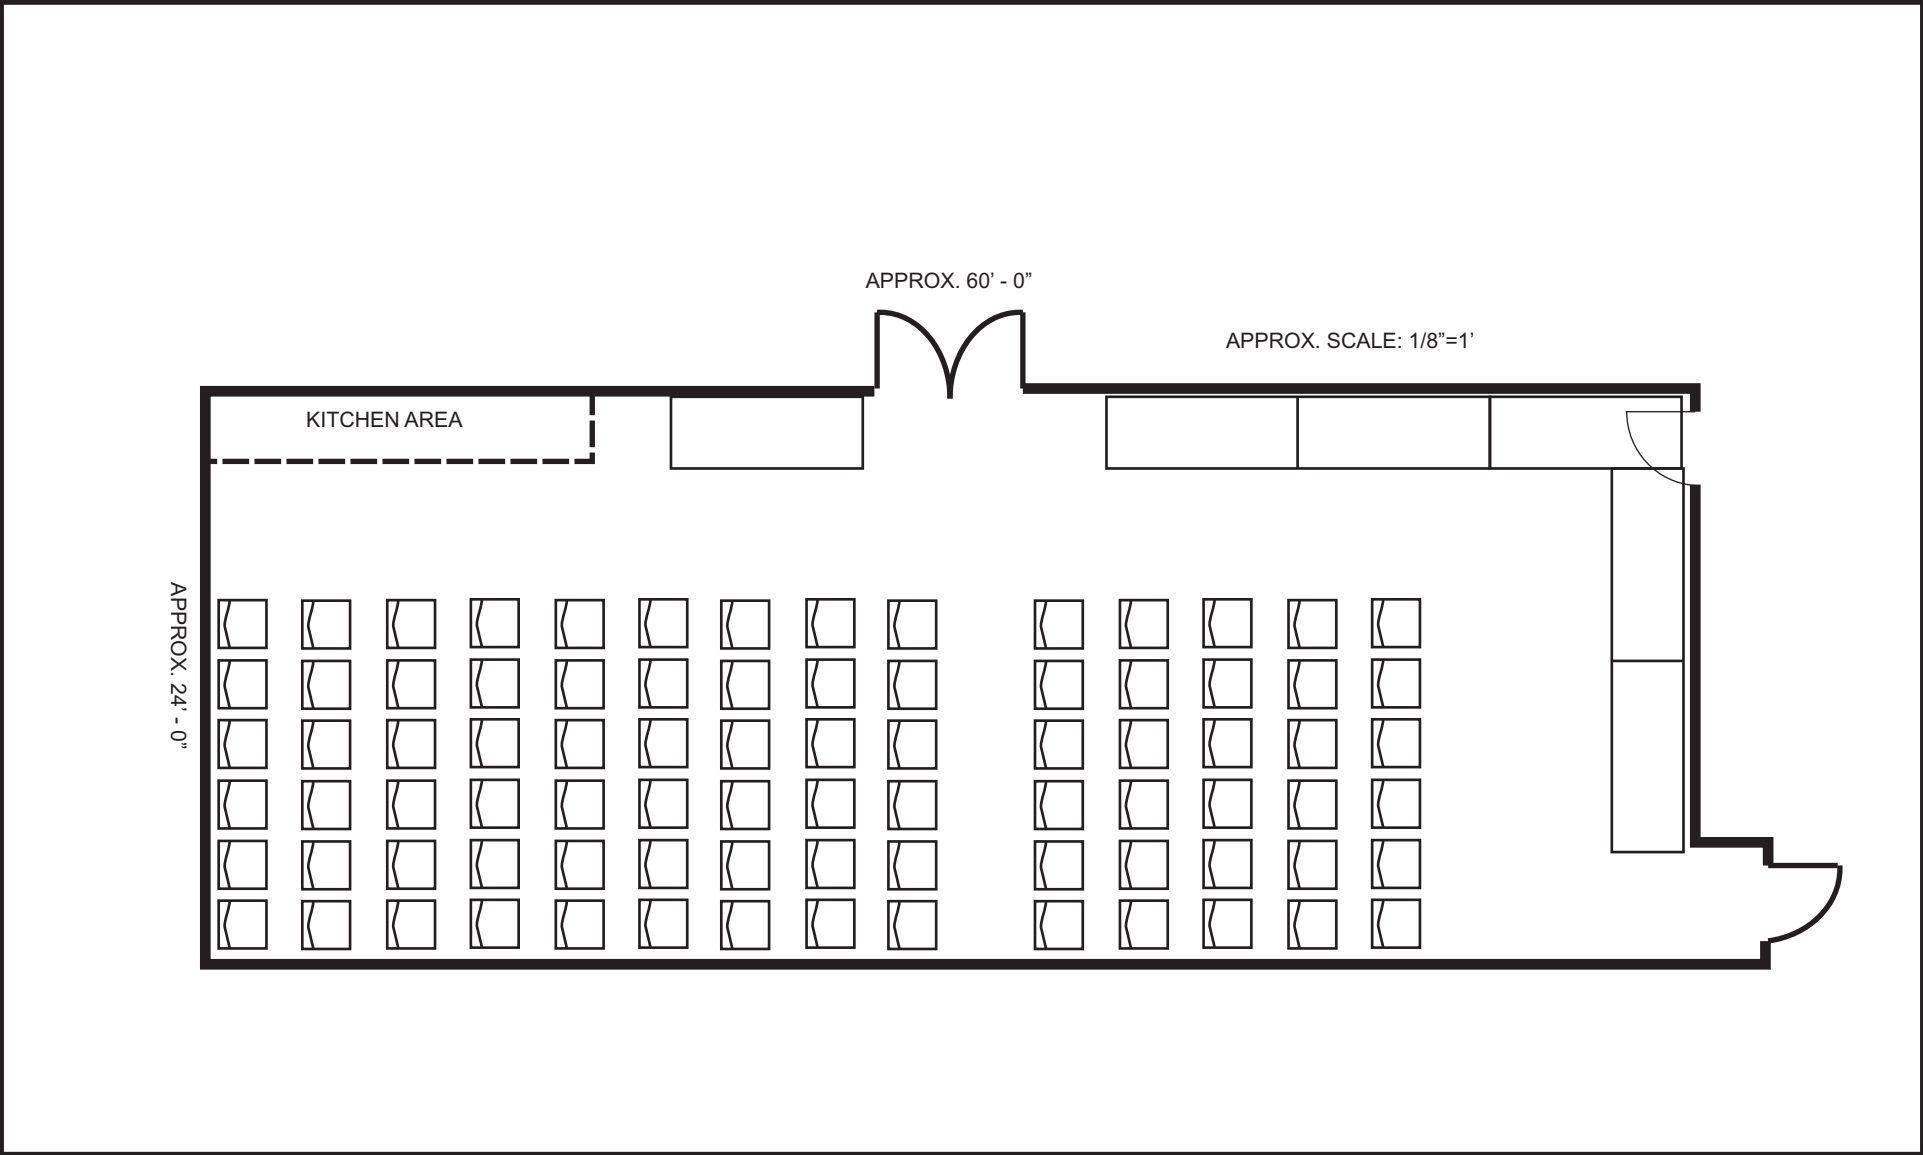 APPROX. 60’ - 0”
APPROX. SCALE: 1/8”=1’
KITCHEN AREA
APPROX. 24’ - 0”